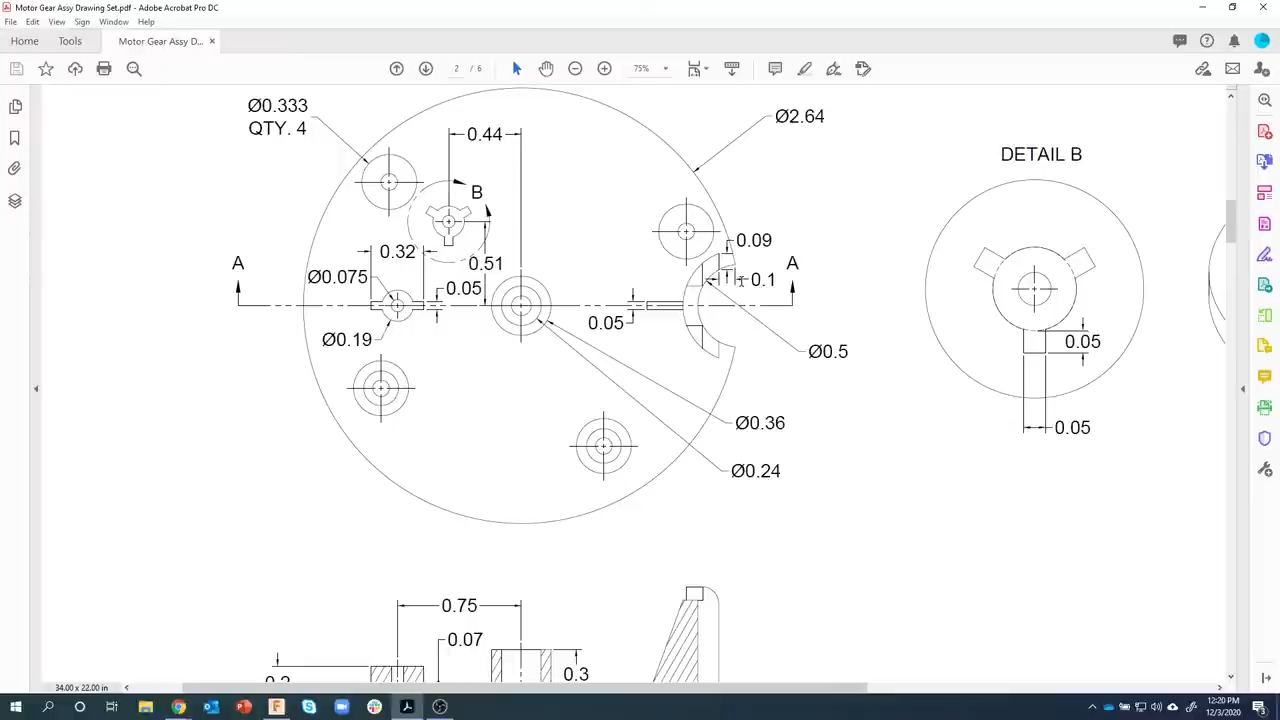 Motor Gear Assy Drawing Set.pdf - Adobe Acrobat Pro DC
File Edit View Sign Window Help
Home Tools Motor Gear Assy D... ×
2 / 6 75%
Ø0.333
QTY. 4
0.44
Ø2.64
DETAIL B
B
0.32
0.09
A
0.51
A
Ø0.075
0.05
0.1
0.05
Ø0.19
Ø0.5
0.05
Ø0.36
0.05
Ø0.24
0.75
0.07
0.3
34.00 x 22.00 in
12:20 PM
12/3/2020